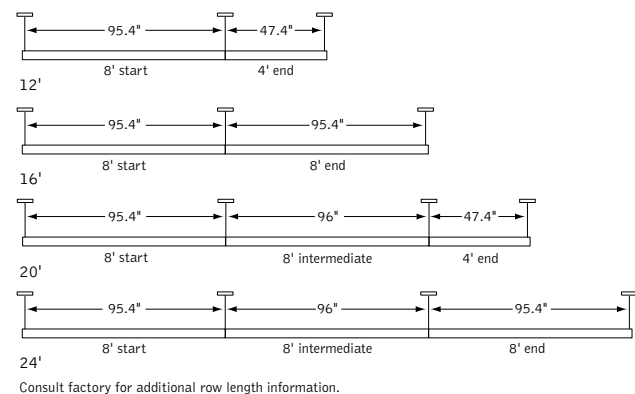 95.4" 47.4"
8' start 4' end
12'
95.4" 95.4"
8' start 8' end
16'
95.4" 96" 47.4"
8' start 8' intermediate 4' end
20'
95.4" 96" 95.4"
8' start 8' intermediate 8' end
24'
Consult factory for additional row length information.